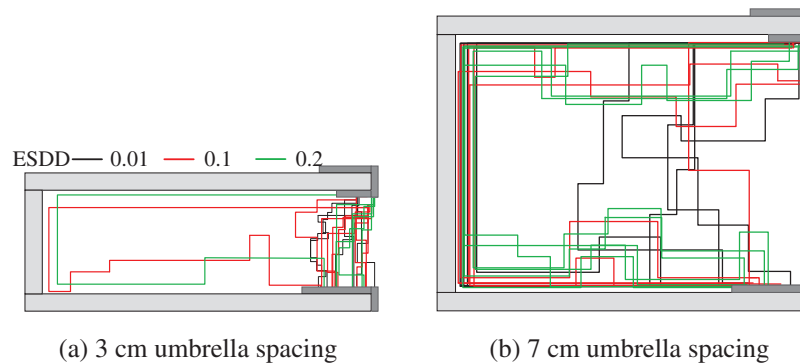 ESDD 0.01 0.1 0.2
(a) 3 cm umbrella spacing
(b) 7 cm umbrella spacing